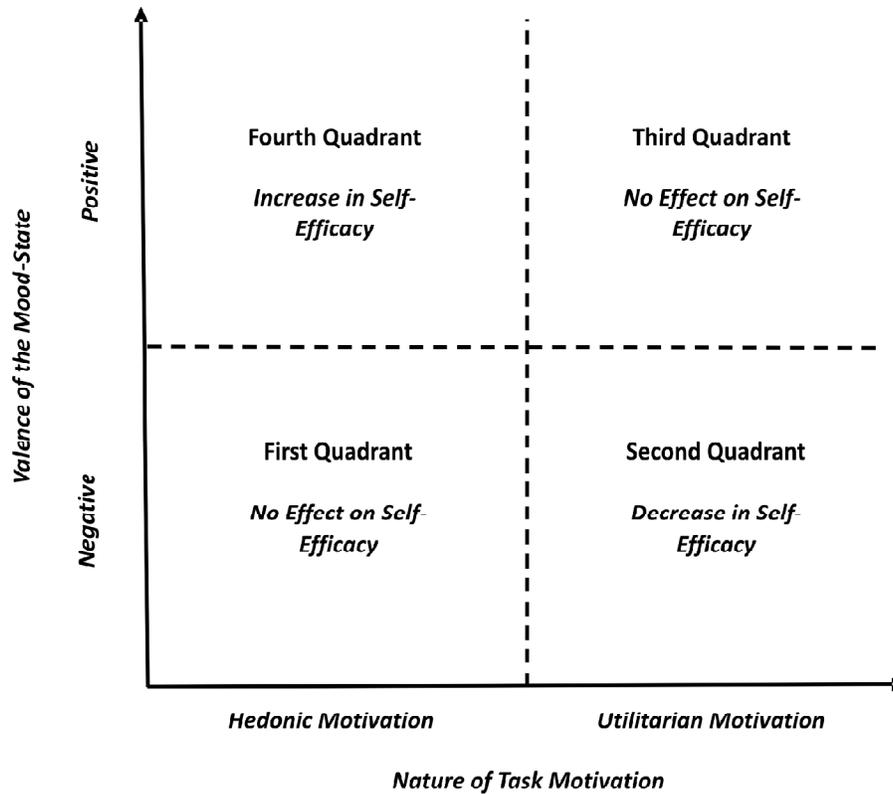 Fourth Quadrant
Third Quadrant
Increase in Self-
Efficacy
No Effect on Self-
Efficacy
Positive
Valence of the Mood-State
First Quadrant
Second Quadrant
No Effect on Self-
Efficacy
Decrease in Self-
Efficacy
Negative
Hedonic Motivation
Utilitarian Motivation
Nature of Task Motivation